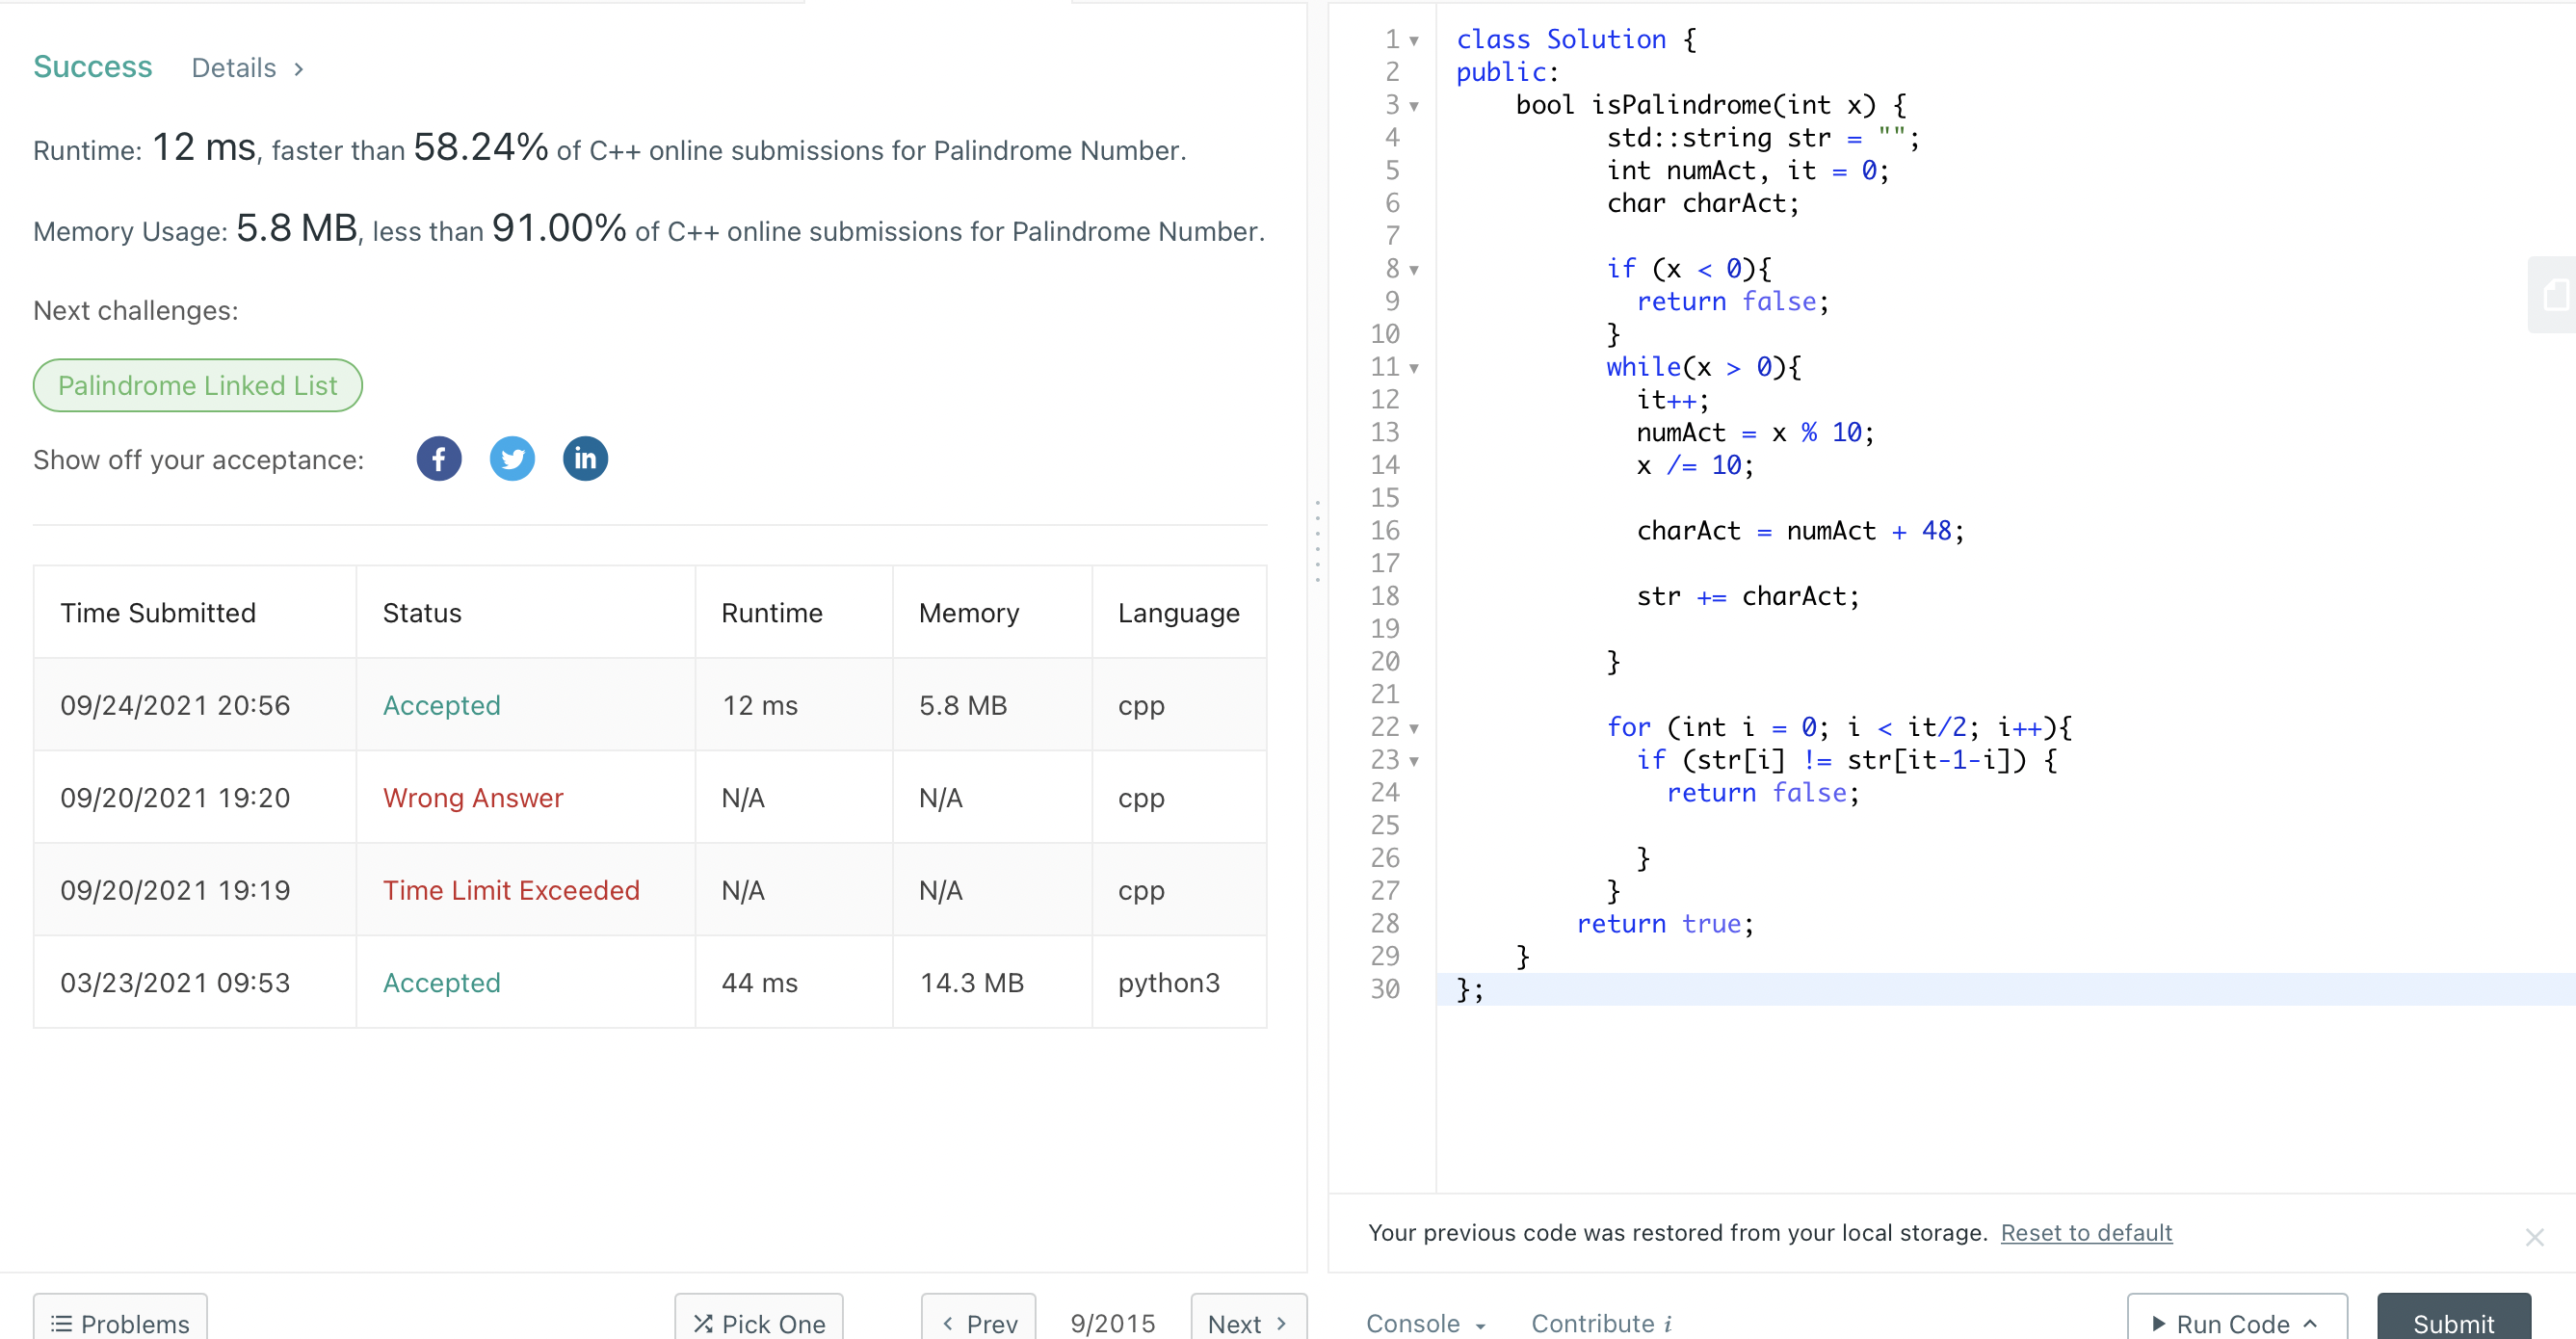 Success Details >
Runtime: 12 ms, faster than 58.24% of C++ online submissions for Palindrome Number.
Memory Usage: 5.8 MB, less than 91.00% of C++ online submissions for Palindrome Number.
Next challenges:
Palindrome Linked List
Show off your acceptance: f in
Time Submitted Status Runtime Memory Language
09/24/2021 20:56 Accepted 12 ms 5.8 MB cpp
09/20/2021 19:20 Wrong Answer N/A N/A cpp
09/20/2021 19:19 Time Limit Exceeded N/A N/A cpp
03/23/2021 09:53 Accepted 44 ms 14.3 MB python3
Problems
Pick One
< Prev 9/2015 Next >
1 class Solution {
2 public:
3 bool isPalindrome(int x) {
4 std::string str = "";
5 int numAct, it = 0;
6 char charAct;
7
8 if (x < 0){
9 return false;
10 }
11 while(x > 0){
12 it++;
13 numAct = x % 10;
14 x /= 10;
15
16 charAct = numAct + 48;
17
18 str += charAct;
19
20 }
21
22 for (int i = 0; i < it/2; i++){
23 if (str[i] != str[it-1-i]) {
24 return false;
25
26 }
27 }
28 return true;
29 }
30 };
Your previous code was restored from your local storage. Reset to default
Console Contribute i
Run Code
Submit